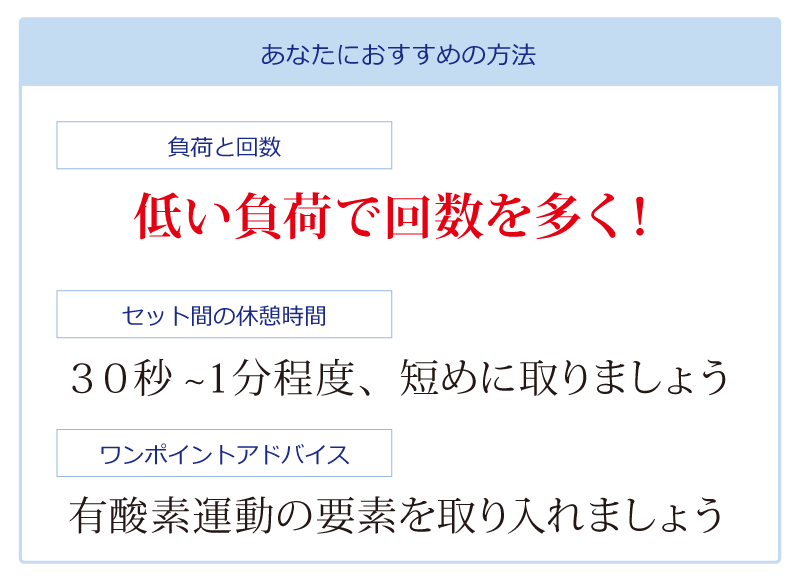 あなたにおすすめの方法
負荷と回数
低い負荷で回数を多く!
セット間の休憩時間
３０秒~1分程度、短めに取りましょう
ワンポイントアドバイス
有酸素運動の要素を取り入れましょう